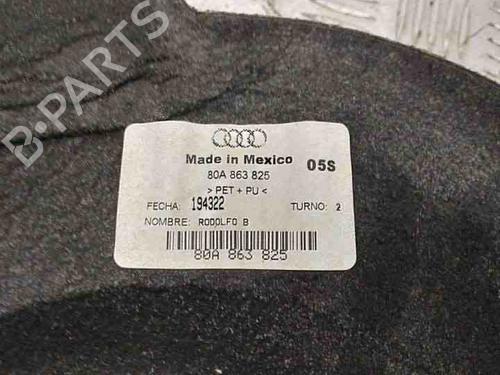 B-PARTS
Made in Mexico 05S
80A 863 825
> PET + PU <
FECHA: 194322 TURNO: 2
NOMBRE: RODOLFO B
80A 863 825